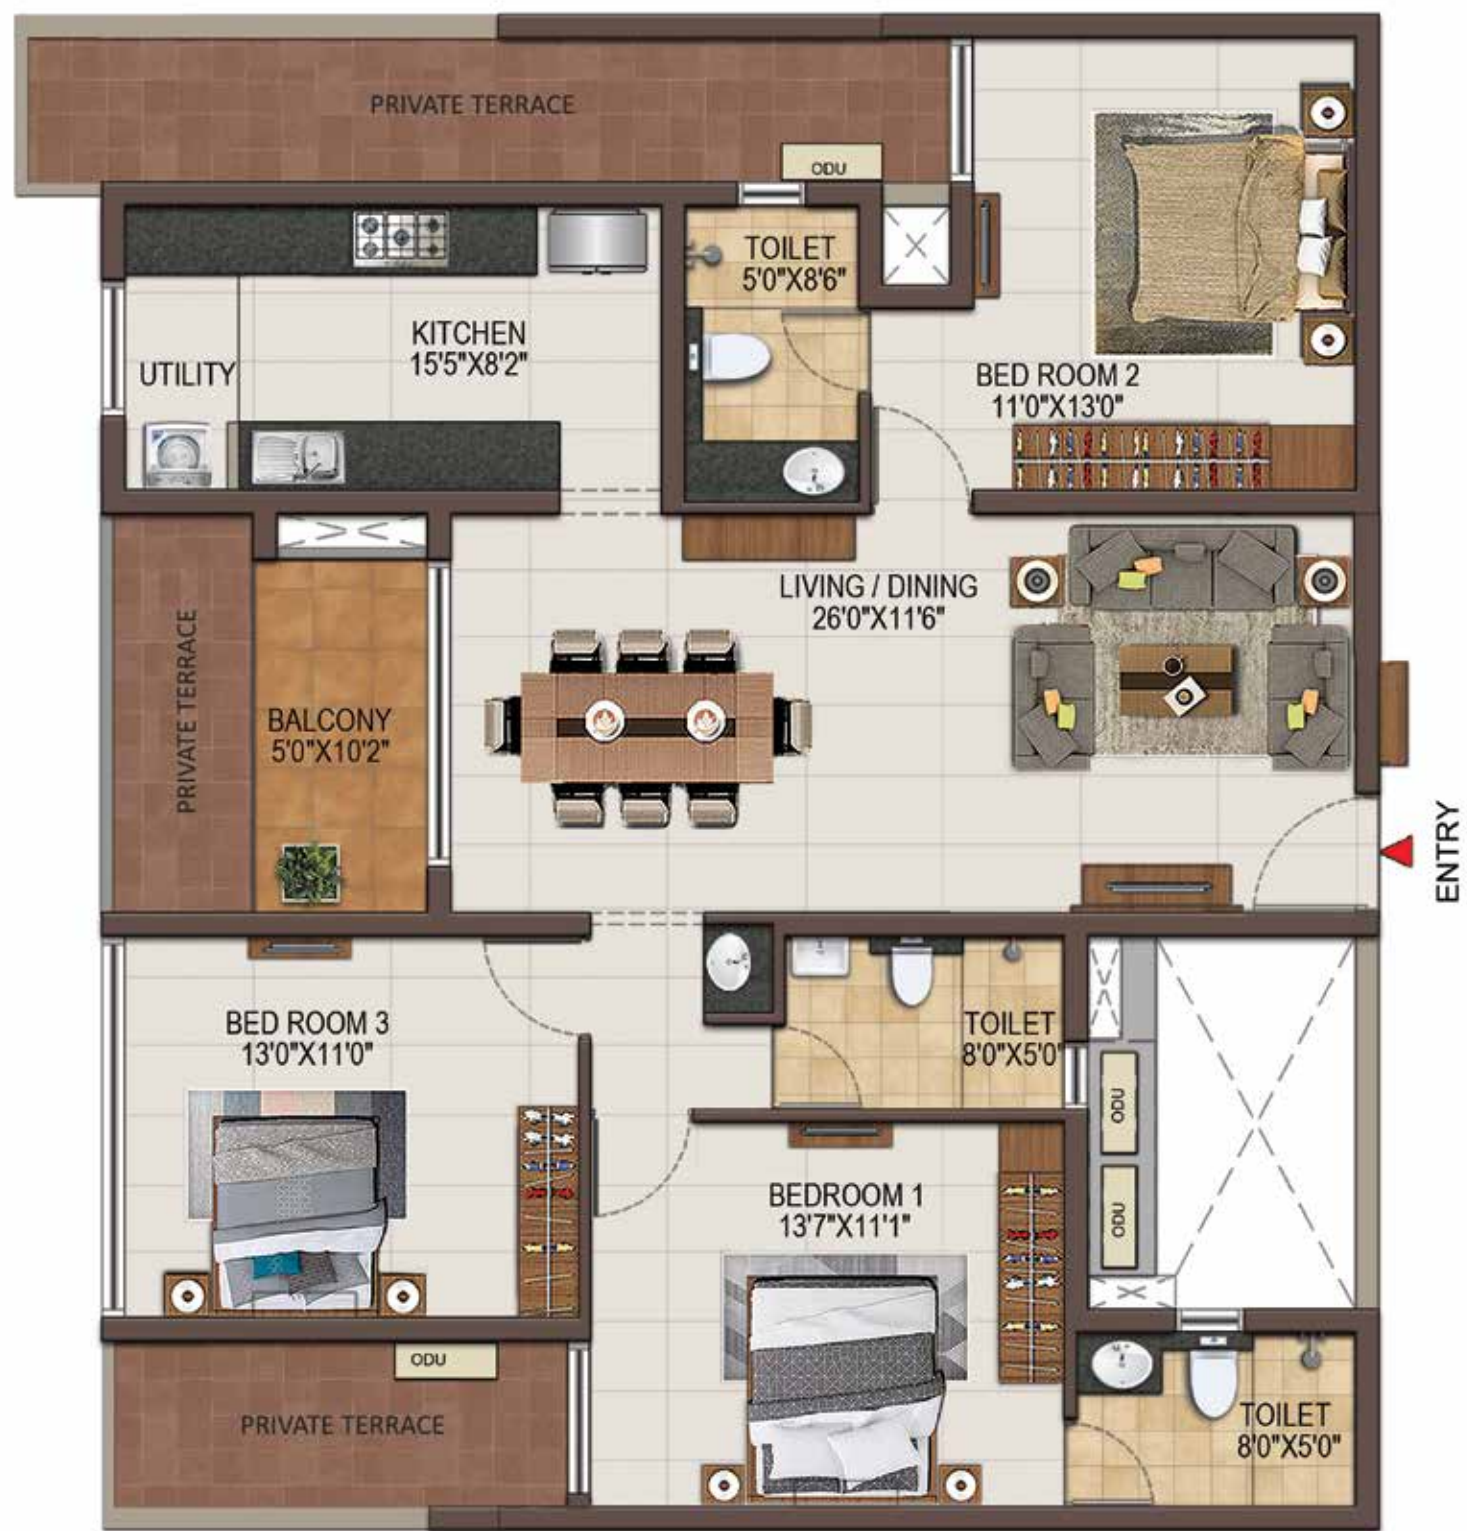 PRIVATE TERRACE
ODU
TOILET
5'0"X8'6"
KITCHEN
15'5"X8'2"
UTILITY
BED ROOM 2
11'0"X13'0"
LIVING / DINING
26'0"X11'6"
PRIVATE TERRACE
BALCONY
5'0"X10'2"
ENTRY
BED ROOM 3
13'0"X11'0"
TOILET
8'0"X5'0"
ODU
ODU
BEDROOM 1
13'7"X11'1"
ODU
PRIVATE TERRACE
TOILET
8'0"X5'0"